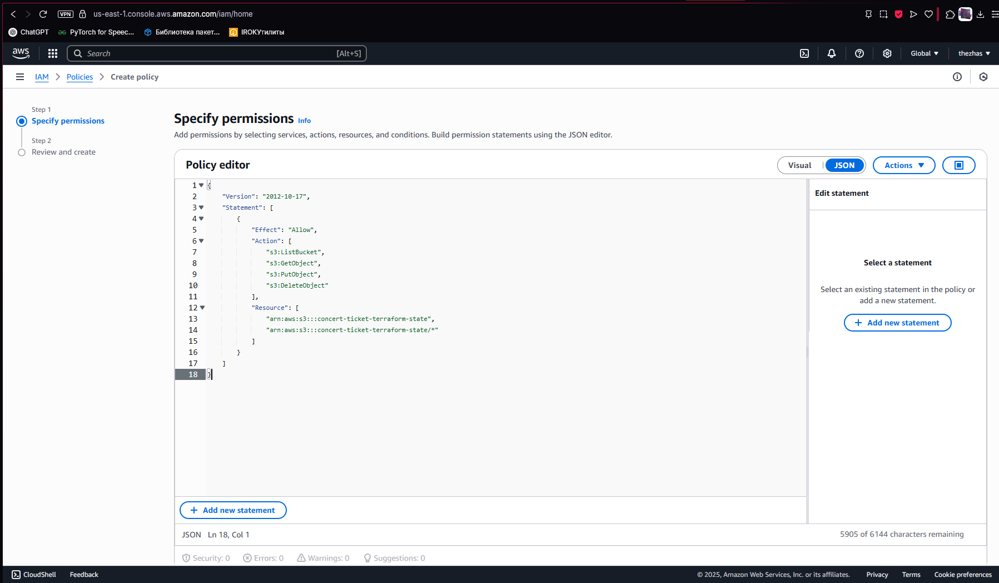 VPN us-east-1.console.aws.amazon.com/iam/home
ChatGPT PyTorch for Speec... Библиотека пакет... IROKУтилиты
aws Search [Alt+S] Global thezhas
IAM Policies Create policy
Step 1
Specify permissions
Step 2
Review and create
Specify permissions Info
Add permissions by selecting services, actions, resources, and conditions. Build permission statements using the JSON editor.
Policy editor Visual JSON Actions
1 {
2 "Version": "2012-10-17",
3 "Statement": [
4 {
5 "Effect": "Allow",
6 "Action": [
7 "s3:ListBucket",
8 "s3:GetObject",
9 "s3:PutObject",
10 "s3:DeleteObject"
11 ],
12 "Resource": [
13 "arn:aws:s3:::concert-ticket-terraform-state",
14 "arn:aws:s3:::concert-ticket-terraform-state/*"
15 ]
16 }
17 ]
18 }
Edit statement
Select a statement
Select an existing statement in the policy or
add a new statement.
+ Add new statement
+ Add new statement
JSON Ln 18, Col 1 5905 of 6144 characters remaining
Security: 0 Errors: 0 Warnings: 0 Suggestions: 0
CloudShell Feedback © 2025, Amazon Web Services, Inc. or its affiliates. Privacy Terms Cookie preferences